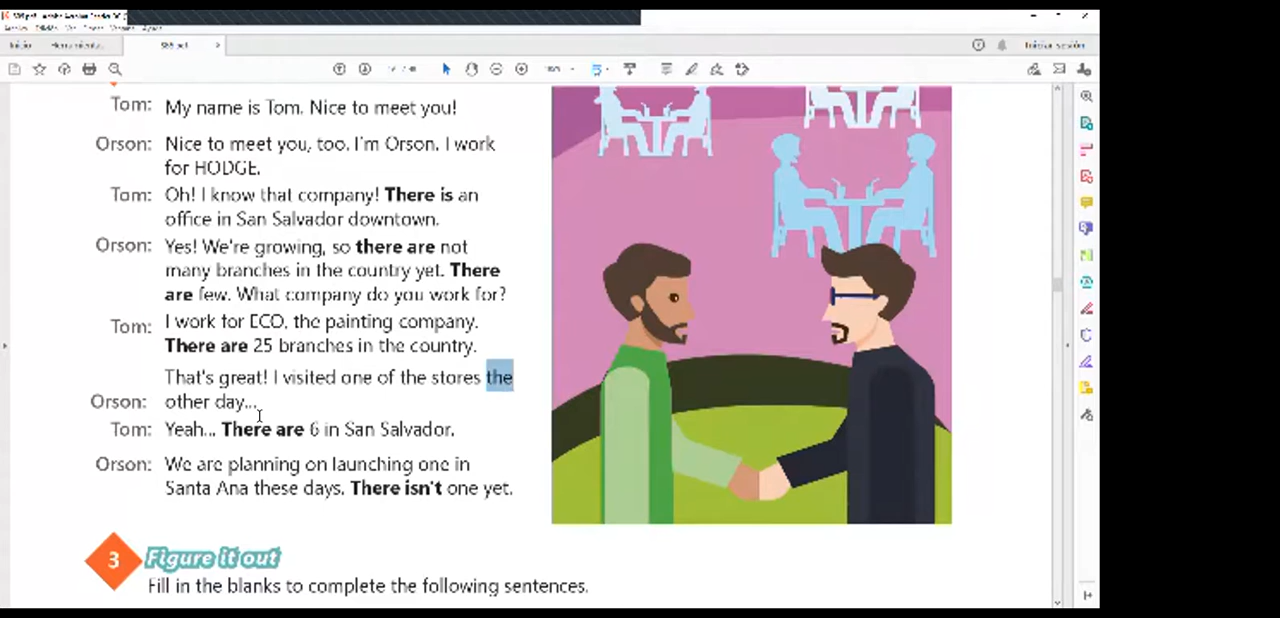 Inicio Herramientas
Iniciar sesión
Tom: My name is Tom. Nice to meet you!
Orson: Nice to meet you, too. I'm Orson. I work
for HODGE.
Tom: Oh! I know that company! There is an
office in San Salvador downtown.
Orson: Yes! We're growing, so there are not
many branches in the country yet. There
are few. What company do you work for?
Tom: I work for ECO, the painting company.
There are 25 branches in the country.
That's great! I visited one of the stores the
Orson: other day...
Tom: Yeah... There are 6 in San Salvador.
Orson: We are planning on launching one in
Santa Ana these days. There isn't one yet.
3 Figure it out
Fill in the blanks to complete the following sentences.